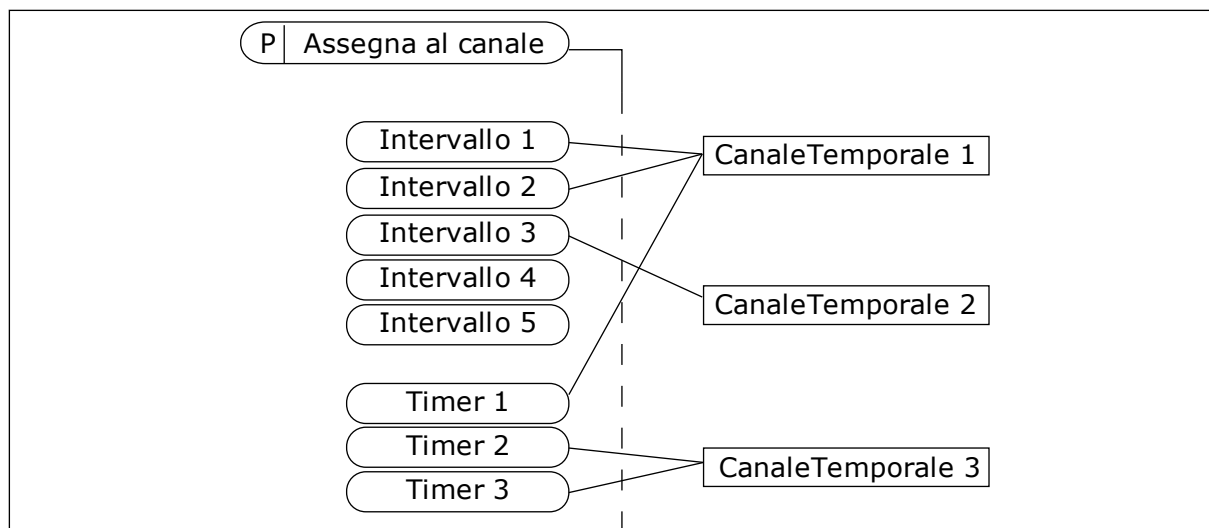 P Assegna al canale
Intervallo 1
CanaleTemporale 1
Intervallo 2
Intervallo 3
Intervallo 4
CanaleTemporale 2
Intervallo 5
Timer 1
Timer 2
CanaleTemporale 3
Timer 3